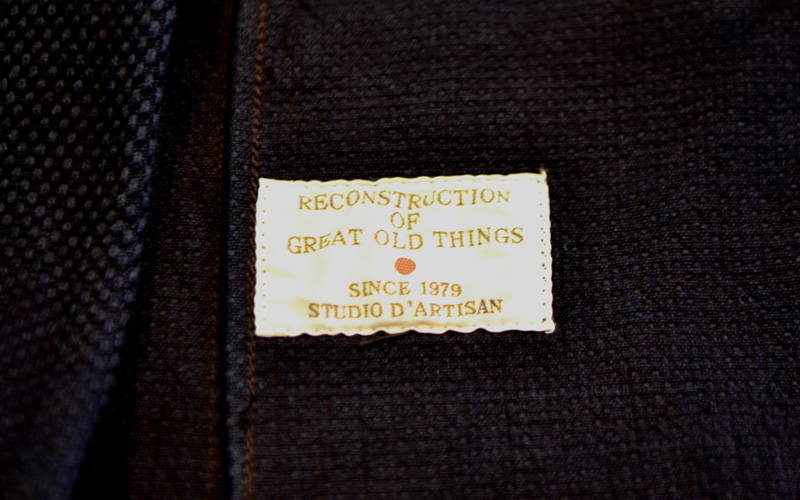 RECONSTRUCTION
OF
GREAT OLD THINGS
SINCE 1979
STUDIO D'ARTISAN